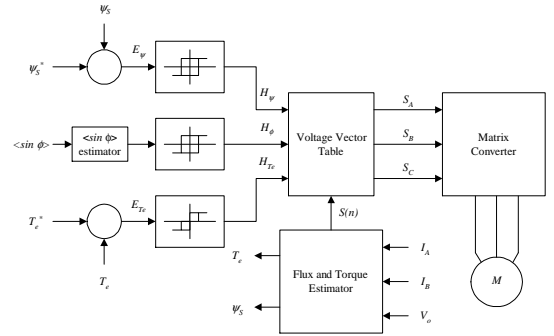 ψS
ψS*
Eψ
Hψ
<sin ϕ>
<sin ϕ>
estimator
Hϕ
HTe
Te*
ETe
Te
Voltage Vector
Table
SA
SB
SC
Matrix
Converter
S(n)
Te
ψS
Flux and Torque
Estimator
IA
IB
Vo
M